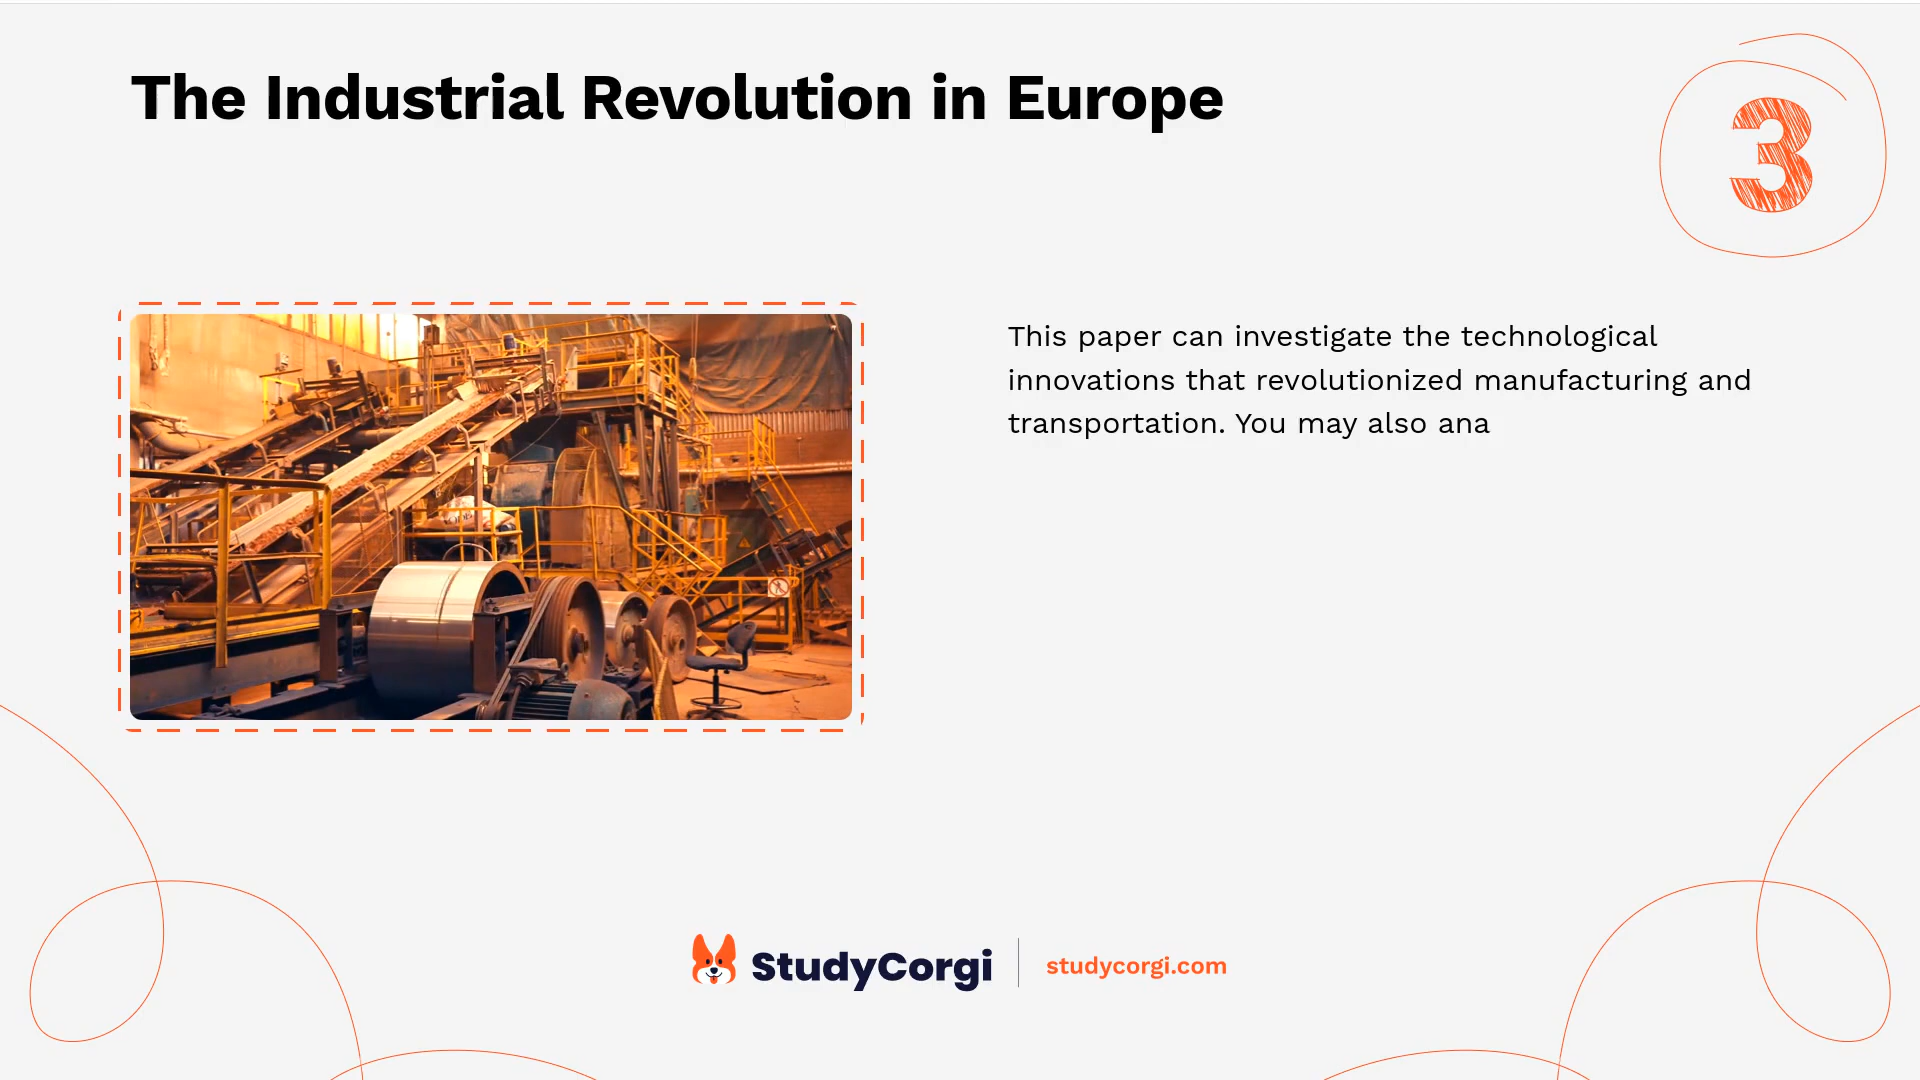 The Industrial Revolution in Europe
3
This paper can investigate the technological
innovations that revolutionized manufacturing and
transportation. You may also ana
StudyCorgi
studycorgi.com